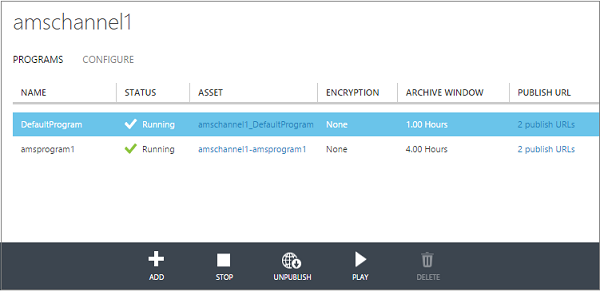 amschannel1
PROGRAMS CONFIGURE
NAME STATUS ASSET ENCRYPTION ARCHIVE WINDOW PUBLISH URL
DefaultProgram Running amschannel1_DefaultProgram None 1.00 Hours 2 publish URLs
amsprogram1 Running amschannel1-amsprogram1 None 4.00 Hours 2 publish URLs
ADD STOP UNPUBLISH PLAY DELETE